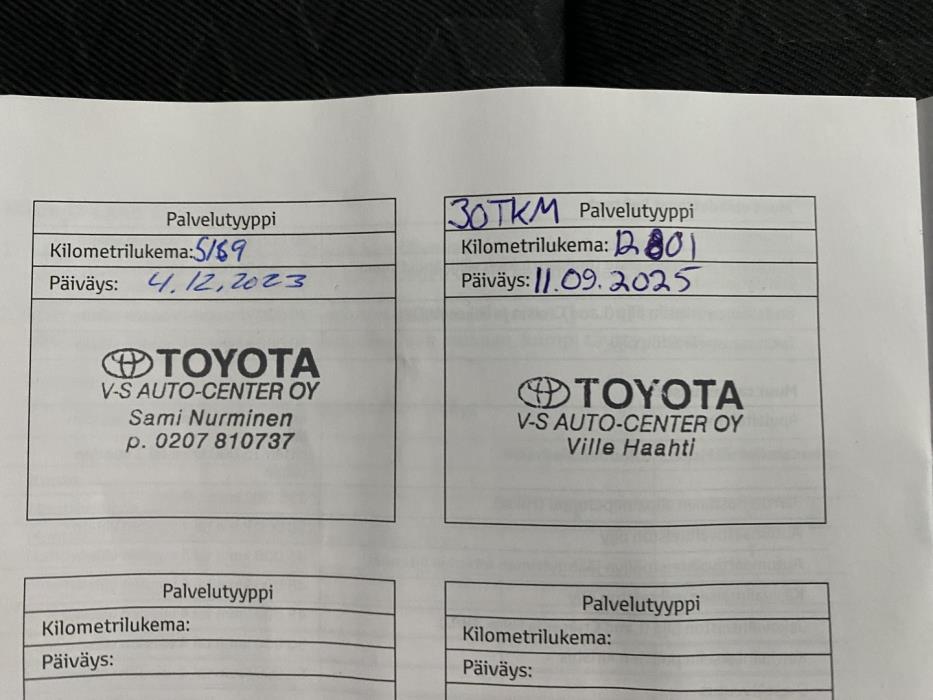 Palvelutyyppi
Kilometrilukema: 5169
Päiväys: 4.12.2023
TOYOTA
V-S AUTO-CENTER OY
Sami Nurminen
p. 0207 810737
30TKM Palvelutyyppi
Kilometrilukema: 12801
Päiväys: 11.09.2025
TOYOTA
V-S AUTO-CENTER OY
Ville Haahti
Palvelutyyppi
Kilometrilukema:
Päiväys:
Palvelutyyppi
Kilometrilukema:
Päiväys: